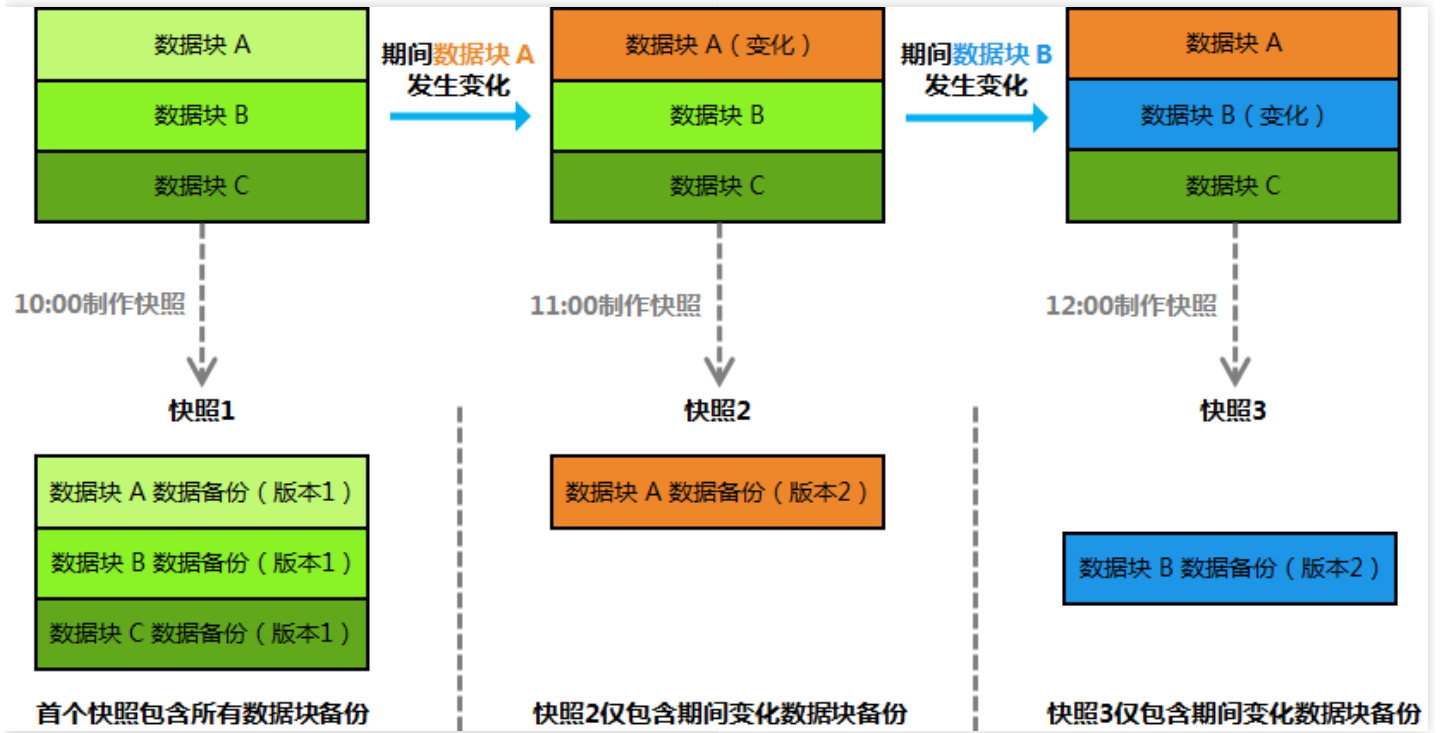 数据块 A
数据块 B
数据块 C
期间数据块 A
发生变化
数据块 A（变化）
数据块 B
数据块 C
期间数据块 B
发生变化
数据块 A
数据块 B（变化）
数据块 C
10:00制作快照
11:00制作快照
12:00制作快照
快照1
快照2
快照3
数据块 A 数据备份（版本1）
数据块 B 数据备份（版本1）
数据块 C 数据备份（版本1）
数据块 A 数据备份（版本2）
数据块 B 数据备份（版本2）
首个快照包含所有数据块备份
快照2仅包含期间变化数据块备份
快照3仅包含期间变化数据块备份